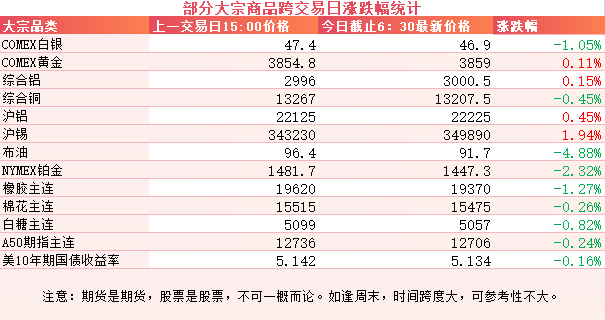 部分大宗商品跨交易日涨跌幅统计
大宗品类 上一交易日15:00价格 今日截止6：30最新价格 涨跌幅
COMEX白银 47.4 46.9 -1.05%
COMEX黄金 3854.8 3859 0.11%
综合铝 2996 3000.5 0.15%
综合铜 13267 13207.5 -0.45%
沪铝 22125 22225 0.45%
沪锡 343230 349890 1.94%
布油 96.4 91.7 -4.88%
NYMEX铂金 1481.7 1447.3 -2.32%
橡胶主连 19620 19370 -1.27%
棉花主连 15515 15475 -0.26%
白糖主连 5099 5057 -0.82%
A50期指主连 12736 12706 -0.24%
美10年期国债收益率 5.142 5.134 -0.16%
注意：期货是期货，股票是股票，不可一概而论。如逢周末，时间跨度大，可参考性不大。